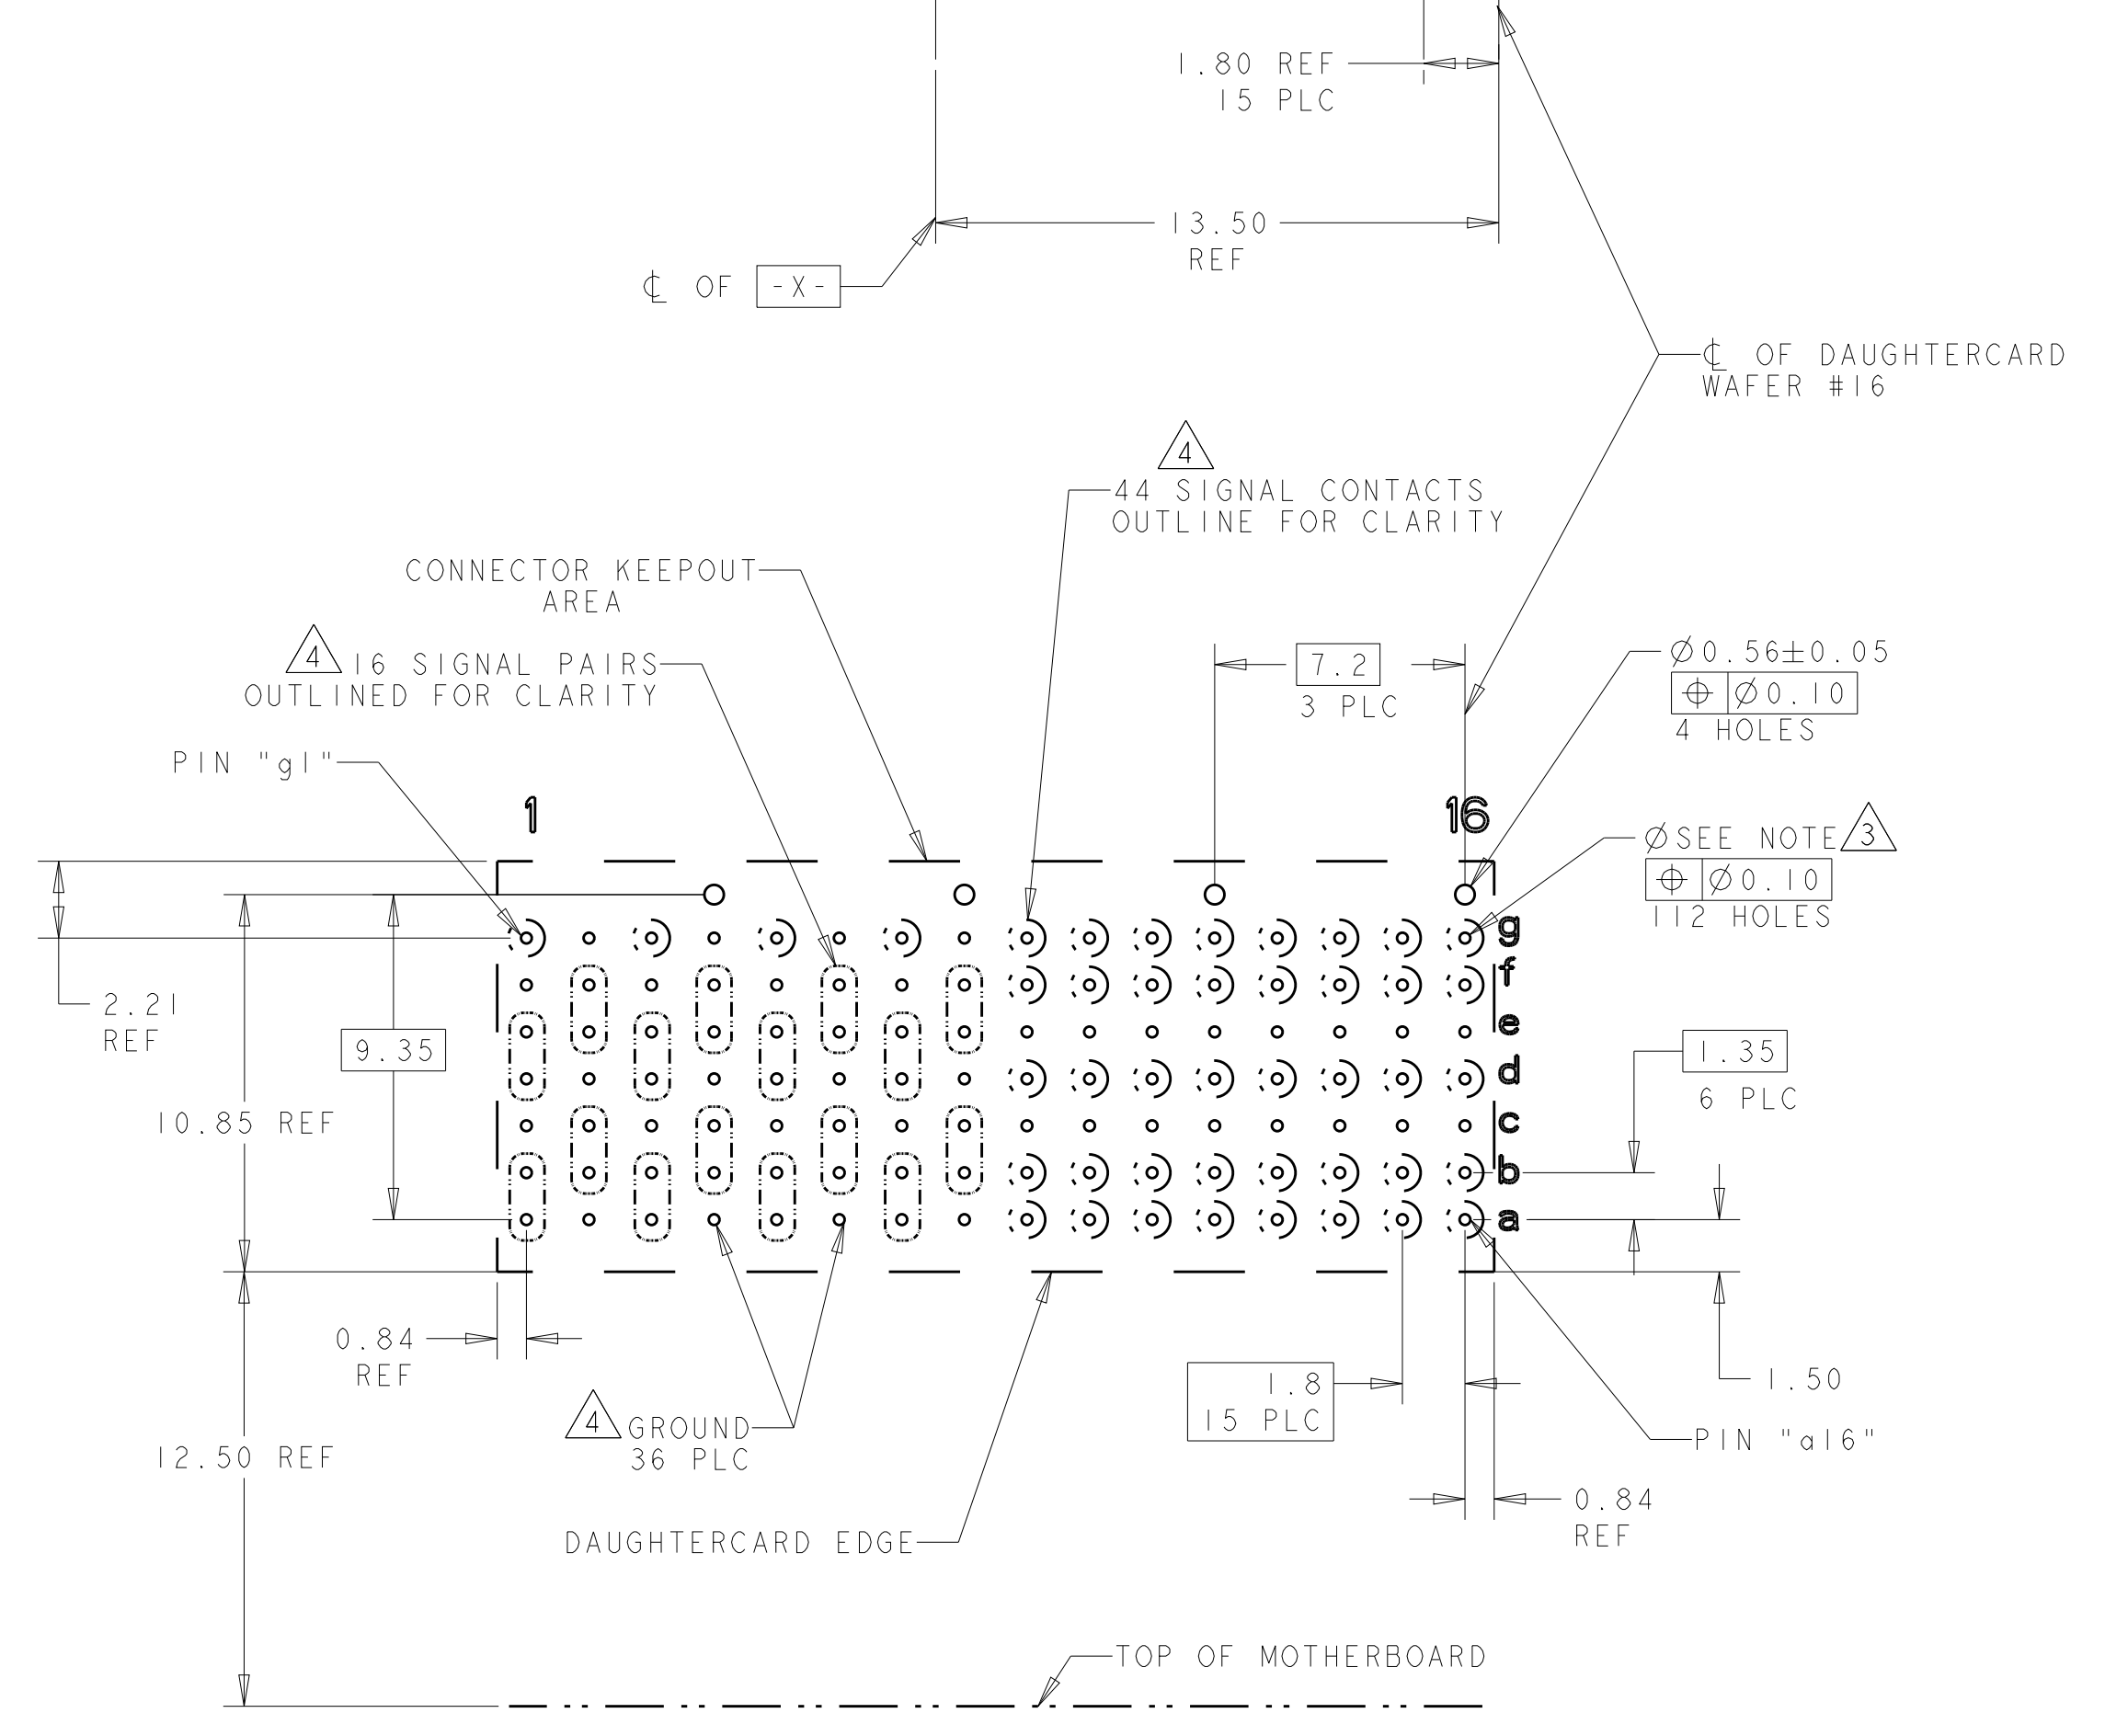 1.80 REF
15 PLC
13.50
REF
℄ OF -X-
℄ OF DAUGHTERCARD
WAFER #16
4
44 SIGNAL CONTACTS
OUTLINE FOR CLARITY
CONNECTOR KEEPOUT
AREA
4 16 SIGNAL PAIRS
OUTLINED FOR CLARITY
7.2
3 PLC
Ø0.56±0.05
⌖ Ø0.10
4 HOLES
PIN "g1"
1
16
ØSEE NOTE 3
⌖ Ø0.10
112 HOLES
g
f
e
d
c
b
a
2.21
REF
9.35
1.35
6 PLC
10.85 REF
0.84
REF
1.8
15 PLC
1.50
4 GROUND
36 PLC
PIN "a16"
12.50 REF
0.84
REF
DAUGHTERCARD EDGE
TOP OF MOTHERBOARD